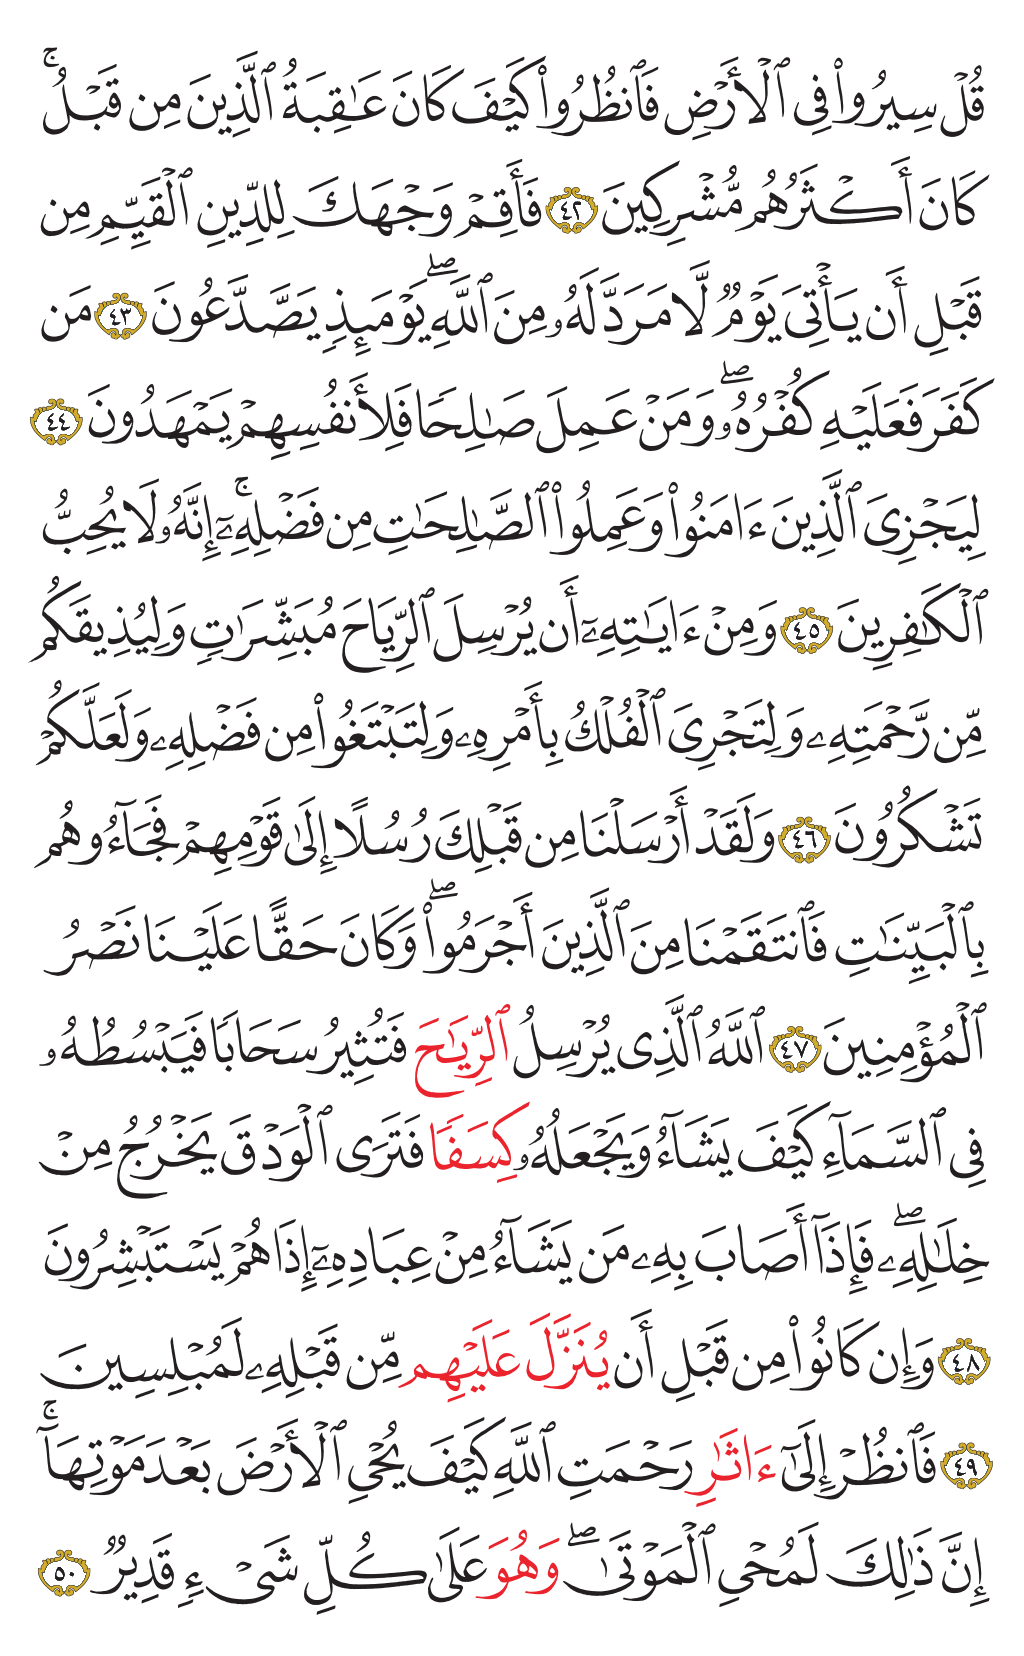 قُلْ سِيرُوا۟ فِى ٱلْأَرْضِ فَٱنظُرُوا۟ كَيْفَ كَانَ عَـٰقِبَةُ ٱلَّذِينَ مِن قَبْلُ ۚ
كَانَ أَكْثَرُهُم مُّشْرِكِينَ ٤٢ فَأَقِمْ وَجْهَكَ لِلدِّينِ ٱلْقَيِّمِ مِن
قَبْلِ أَن يَأْتِىَ يَوْمٌ لَّا مَرَدَّ لَهُۥ مِنَ ٱللَّهِ ۖ يَوْمَئِذٍ يَصَّدَّعُونَ ٤٣ مَن
كَفَرَ فَعَلَيْهِ كُفْرُهُۥ ۖ وَمَنْ عَمِلَ صَـٰلِحًا فَلِأَنفُسِهِمْ يَمْهَدُونَ ٤٤
لِيَجْزِىَ ٱلَّذِينَ ءَامَنُوا۟ وَعَمِلُوا۟ ٱلصَّـٰلِحَـٰتِ مِن فَضْلِهِۦٓ ۚ إِنَّهُۥ لَا يُحِبُّ
ٱلْكَـٰفِرِينَ ٤٥ وَمِنْ ءَايَـٰتِهِۦٓ أَن يُرْسِلَ ٱلرِّيَاحَ مُبَشِّرَٰتٍ وَلِيُذِيقَكُم
مِّن رَّحْمَتِهِۦ وَلِتَجْرِىَ ٱلْفُلْكُ بِأَمْرِهِۦ وَلِتَبْتَغُوا۟ مِن فَضْلِهِۦ وَلَعَلَّكُمْ
تَشْكُرُونَ ٤٦ وَلَقَدْ أَرْسَلْنَا مِن قَبْلِكَ رُسُلًا إِلَىٰ قَوْمِهِمْ فَجَآءُوهُم
بِٱلْبَيِّنَـٰتِ فَٱنتَقَمْنَا مِنَ ٱلَّذِينَ أَجْرَمُوا۟ ۖ وَكَانَ حَقًّا عَلَيْنَا نَصْرُ
ٱلْمُؤْمِنِينَ ٤٧ ٱللَّهُ ٱلَّذِى يُرْسِلُ ٱلرِّيَـٰحَ فَتُثِيرُ سَحَابًا فَيَبْسُطُهُۥ
فِى ٱلسَّمَآءِ كَيْفَ يَشَآءُ وَيَجْعَلُهُۥ كِسَفًا فَتَرَى ٱلْوَدْقَ يَخْرُجُ مِنْ
خِلَـٰلِهِۦ ۖ فَإِذَآ أَصَابَ بِهِۦ مَن يَشَآءُ مِنْ عِبَادِهِۦٓ إِذَا هُمْ يَسْتَبْشِرُونَ
٤٨ وَإِن كَانُوا۟ مِن قَبْلِ أَن يُنَزَّلَ عَلَيْهِم مِّن قَبْلِهِۦ لَمُبْلِسِينَ
٤٩ فَٱنظُرْ إِلَىٰٓ ءَاثَـٰرِ رَحْمَتِ ٱللَّهِ كَيْفَ يُحْىِ ٱلْأَرْضَ بَعْدَ مَوْتِهَآ ۚ
إِنَّ ذَٰلِكَ لَمُحْىِ ٱلْمَوْتَىٰ ۖ وَهُوَ عَلَىٰ كُلِّ شَىْءٍ قَدِيرٌ ٥٠